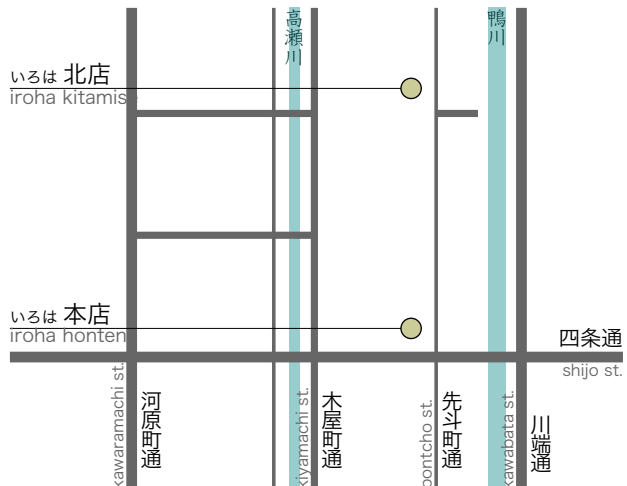 高瀬川
鴨川
いろは 北店
iroha kitamise
いろは 本店
iroha honten
四条通
shijo st.
kawaramachi st.
河原町通
kiyamachi st.
木屋町通
pontcho st.
先斗町通
kawabata st.
川端通